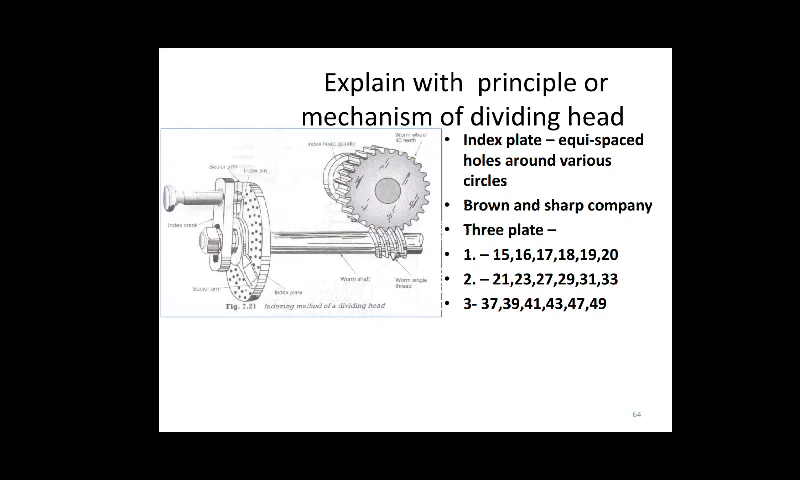 Explain with principle or
mechanism of dividing head
Index plate – equi-spaced
holes around various
circles
Brown and sharp company
Three plate –
1. – 15,16,17,18,19,20
2. – 21,23,27,29,31,33
3- 37,39,41,43,47,49
Worm wheel
40 teeth
Index head spindle
Sector arm
Index pin
Index crank
Worm shaft
Worm single
thread
Sector arm
Index plate
Fig. 7.21 Indexing method of a dividing head
64